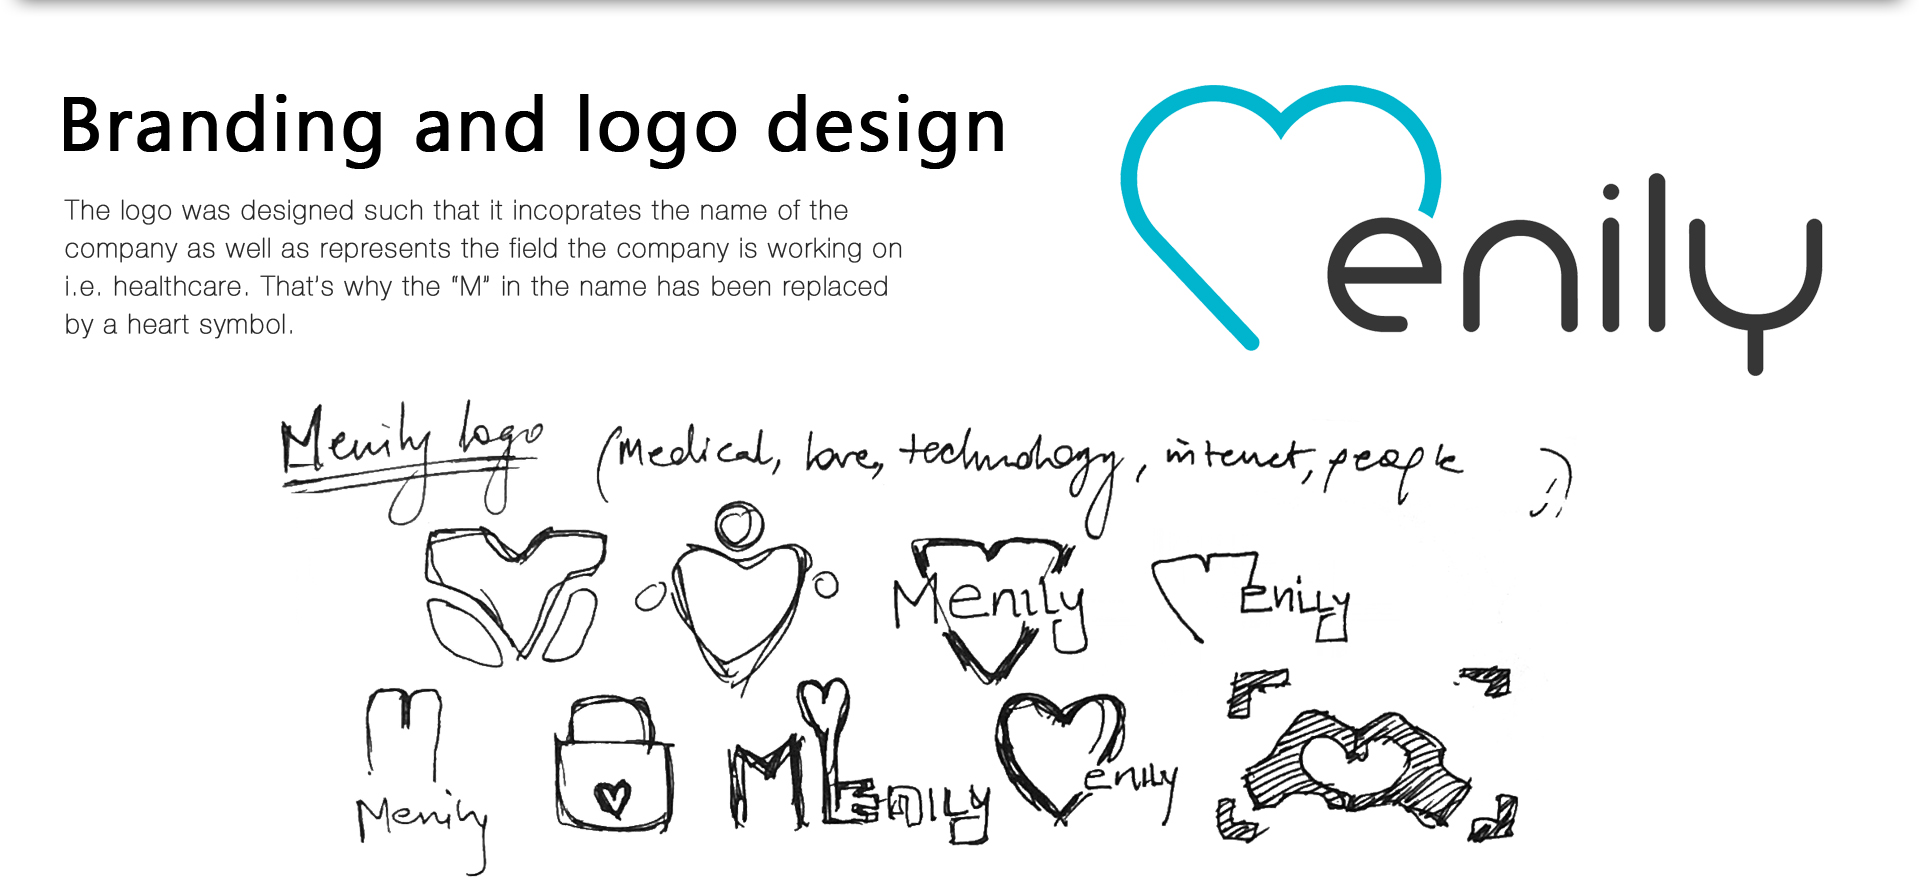 Branding and logo design
The logo was designed such that it incoprates the name of the
company as well as represents the field the company is working on
i.e. healthcare. That's why the “M” in the name has been replaced
by a heart symbol.
enily
Menily logo (Medical, love, technology, internet, people ;)
Menily
enily
Menily
MEnily
enily